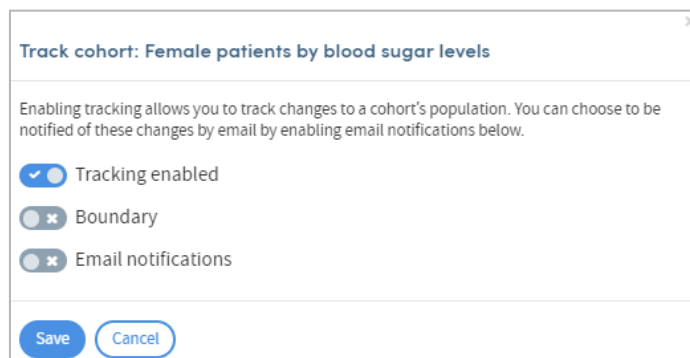 Track cohort: Female patients by blood sugar levels
Enabling tracking allows you to track changes to a cohort's population. You can choose to be
notified of these changes by email by enabling email notifications below.
Tracking enabled
Boundary
Email notifications
Save Cancel